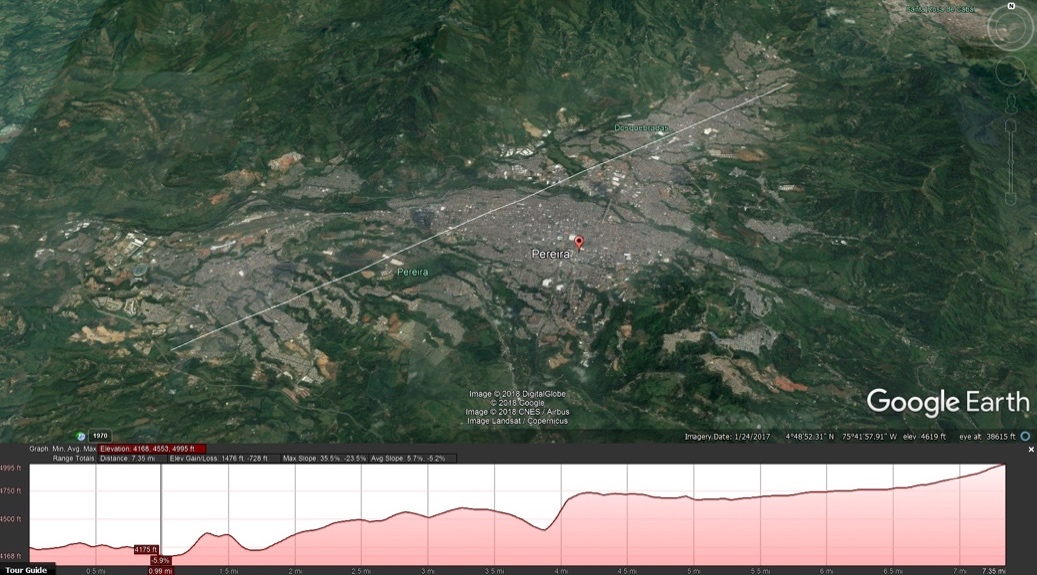 Santa Rosa de Cabal
N
Dosquebradas
Pereira
Pereira
Image © 2018 DigitalGlobe
© 2018 Google
Image © 2018 CNES / Airbus
Image Landsat / Copernicus
Google Earth
1970
Imagery Date: 1/24/2017 4°48'52.31" N 75°41'57.91" W elev 4619 ft eye at 38615 ft
Graph: Min, Avg, Max Elevation: 4168, 4553, 4995 ft
Range Totals Distance: 7.35 mi Elev Gain/Loss: 1476 ft, -728 ft Max Slope: 35.5%, -23.5% Avg Slope: 5.7%, -5.2%
4995 ft
4750 ft
4500 ft
4175 ft
4168 ft
-5.9%
Tour Guide 0.5 mi 0.99 mi 1.5 mi 2 mi 2.5 mi 3 mi 3.5 mi 4 mi 4.5 mi 5 mi 5.5 mi 6 mi 6.5 mi 7 mi 7.35 mi